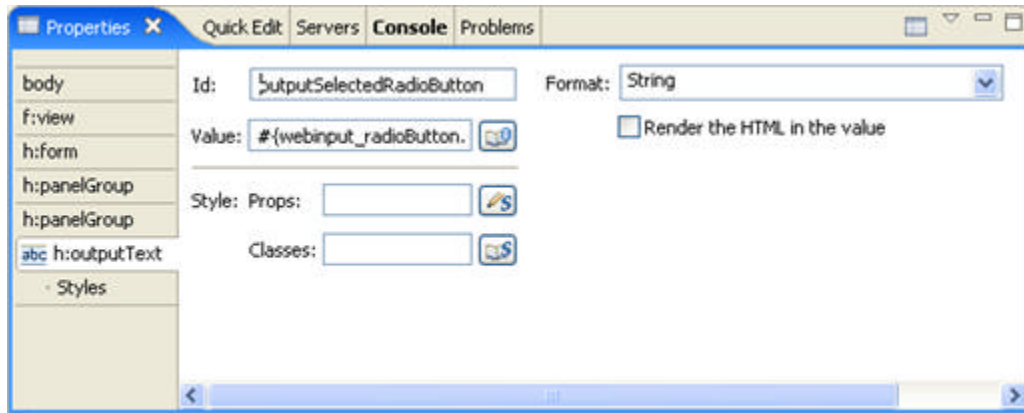 Properties Quick Edit Servers Console Problems
body
f:view
h:form
h:panelGroup
h:panelGroup
abc h:outputText
Styles
Id: outputSelectedRadioButton
Value: #{webinput_radioButton.
Style: Props:
Classes:
Format: String
Render the HTML in the value